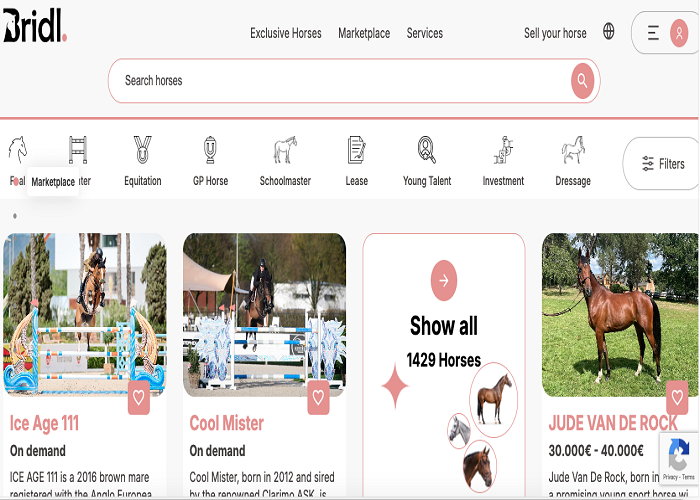 Bridl.
Exclusive Horses
Marketplace
Services
Sell your horse
Search horses
Marketplace
Equitation
GP Horse
Schoolmaster
Lease
Young Talent
Investment
Dressage
Filters
Show all
1429 Horses
Ice Age 111
On demand
ICE AGE 111 is a 2016 brown mare
registered with the Anglo Europea
Cool Mister
On demand
Cool Mister, born in 2012 and sired
by the renowned Clarimo ASK, is
JUDE VAN DE ROCK
30.000€ - 40.000€
Jude Van De Rock, born in
a promising young sport horse wi
Privacy - Terms